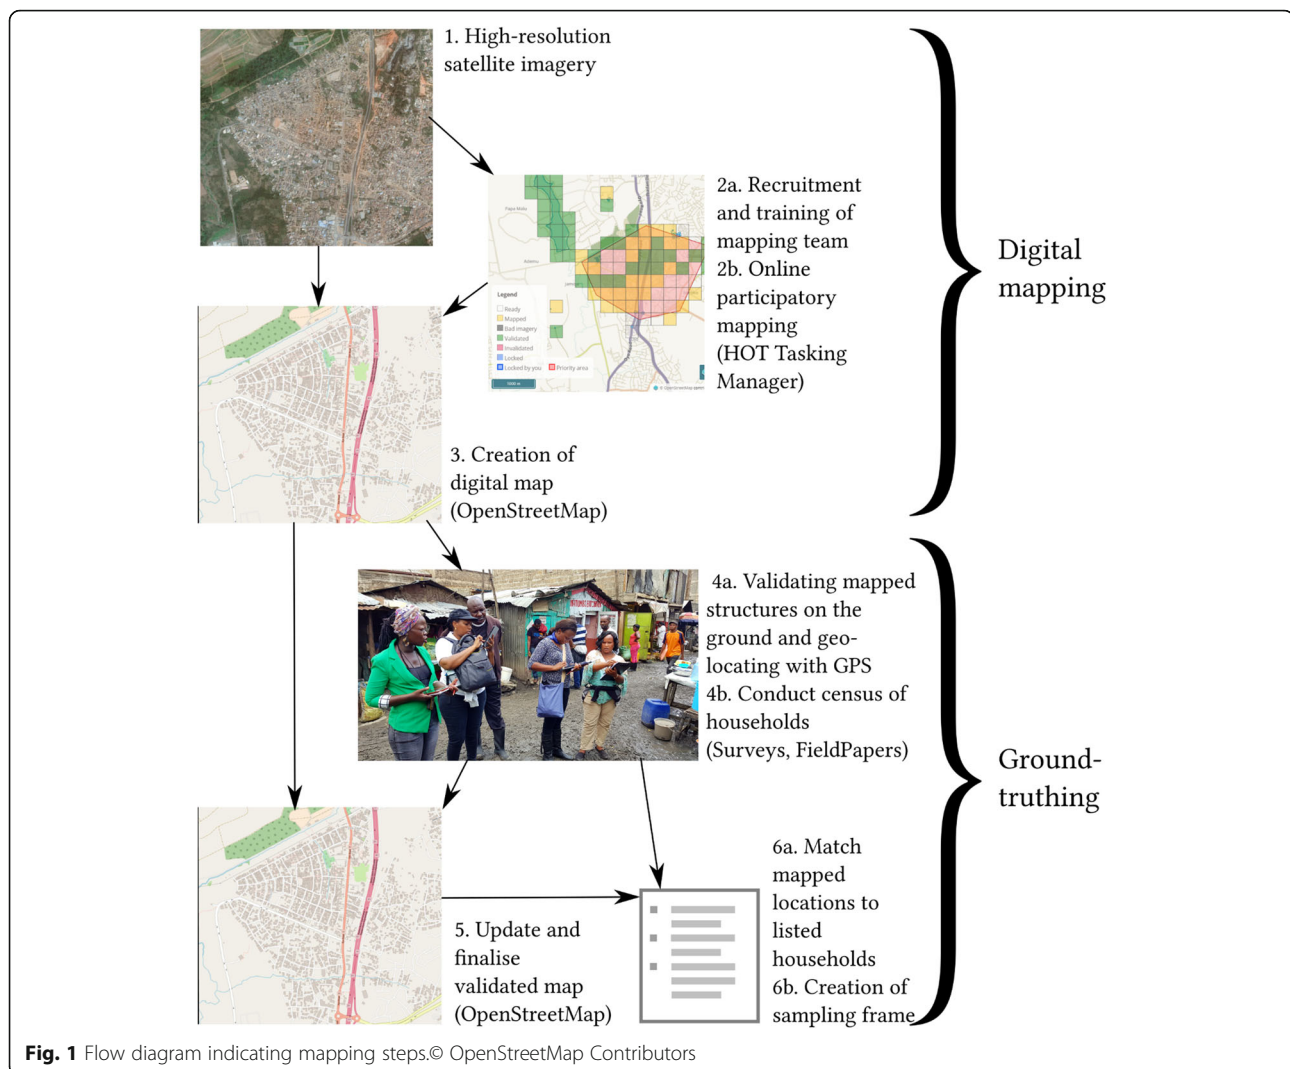 1. High-resolution
satellite imagery
2a. Recruitment
and training of
mapping team
2b. Online
participatory
mapping
(HOT Tasking
Manager)
Legend
Ready
Mapped
Bad imagery
Validated
Invalidated
Locked
Locked by you
Priority area
© OpenStreetMap
Digital
mapping
3. Creation of
digital map
(OpenStreetMap)
4a. Validating mapped
structures on the
ground and geo-
locating with GPS
4b. Conduct census of
households
(Surveys, FieldPapers)
Ground-
truthing
5. Update and
finalise
validated map
(OpenStreetMap)
6a. Match
mapped
locations to
listed
households
6b. Creation of
sampling frame
Fig. 1 Flow diagram indicating mapping steps.© OpenStreetMap Contributors